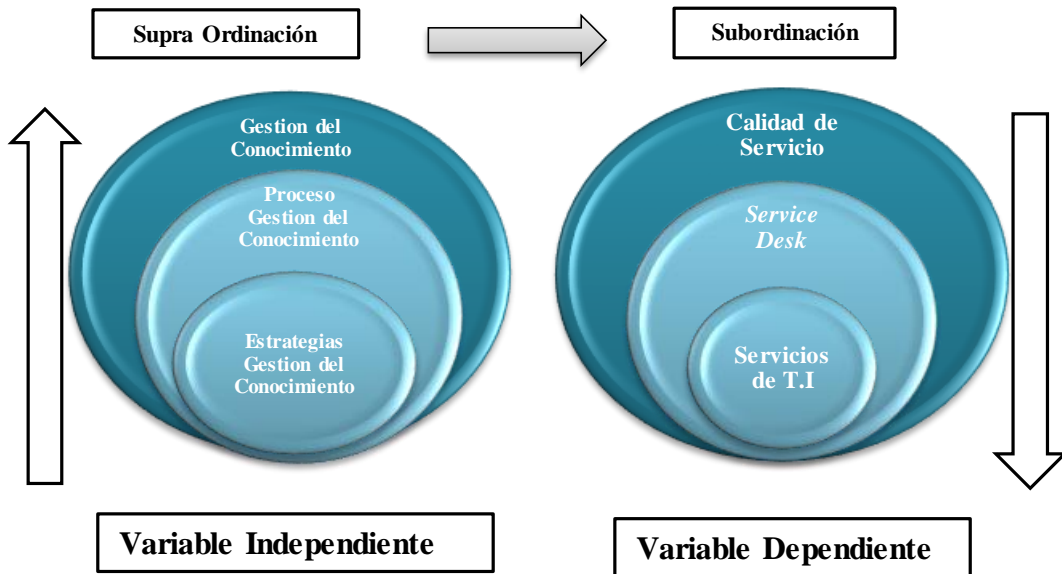 Supra Ordinación
Subordinación
Gestion del
Conocimiento
Proceso
Gestion del
Conocimiento
Estrategias
Gestion del
Conocimiento
Calidad de
Servicio
Service
Desk
Servicios
de T.I
Variable Independiente
Variable Dependiente